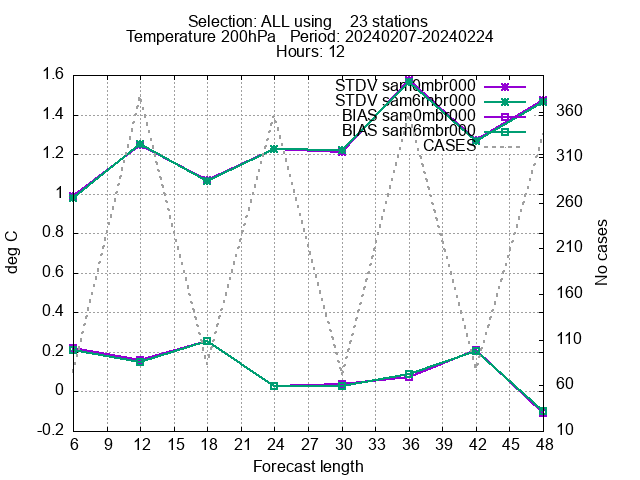 Selection: ALL using    23 stations
Temperature 200hPa   Period: 20240207-20240224
Hours: 12
STDV sam0mbr000
STDV sam6mbr000
BIAS sam0mbr000
BIAS sam6mbr000
CASES
deg C
1.6
1.4
1.2
1
0.8
0.6
0.4
0.2
0
-0.2
No cases
360
310
260
210
160
110
60
10
6 9 12 15 18 21 24 27 30 33 36 39 42 45 48
Forecast length